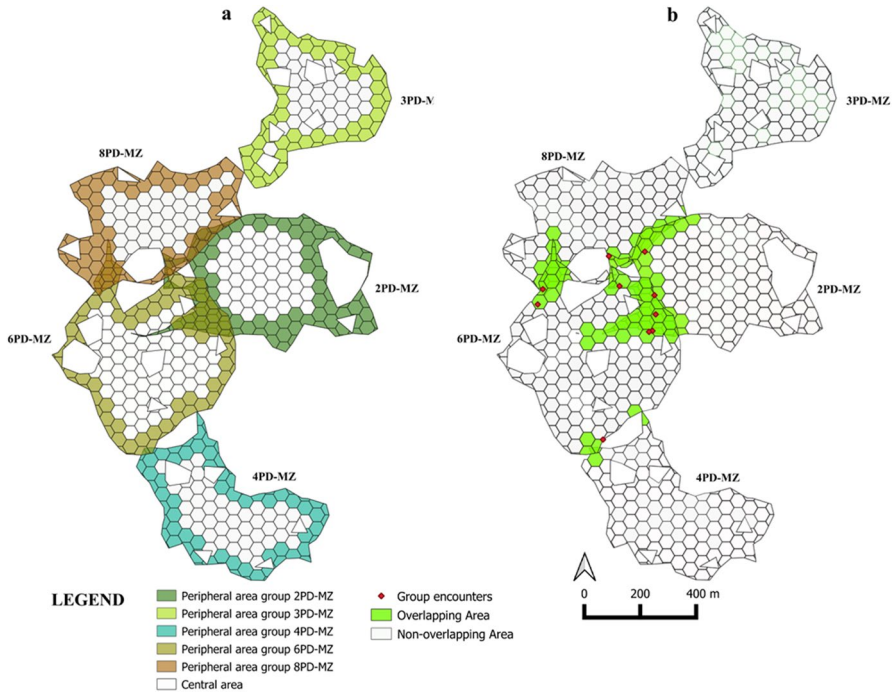 a
b
3PD-M
3PD-MZ
8PD-MZ
8PD-MZ
2PD-MZ
2PD-MZ
6PD-MZ
6PD-MZ
4PD-MZ
4PD-MZ
LEGEND
Peripheral area group 2PD-MZ
Peripheral area group 3PD-MZ
Peripheral area group 4PD-MZ
Peripheral area group 6PD-MZ
Peripheral area group 8PD-MZ
Central area
Group encounters
Overlapping Area
Non-overlapping Area
0 200 400 m